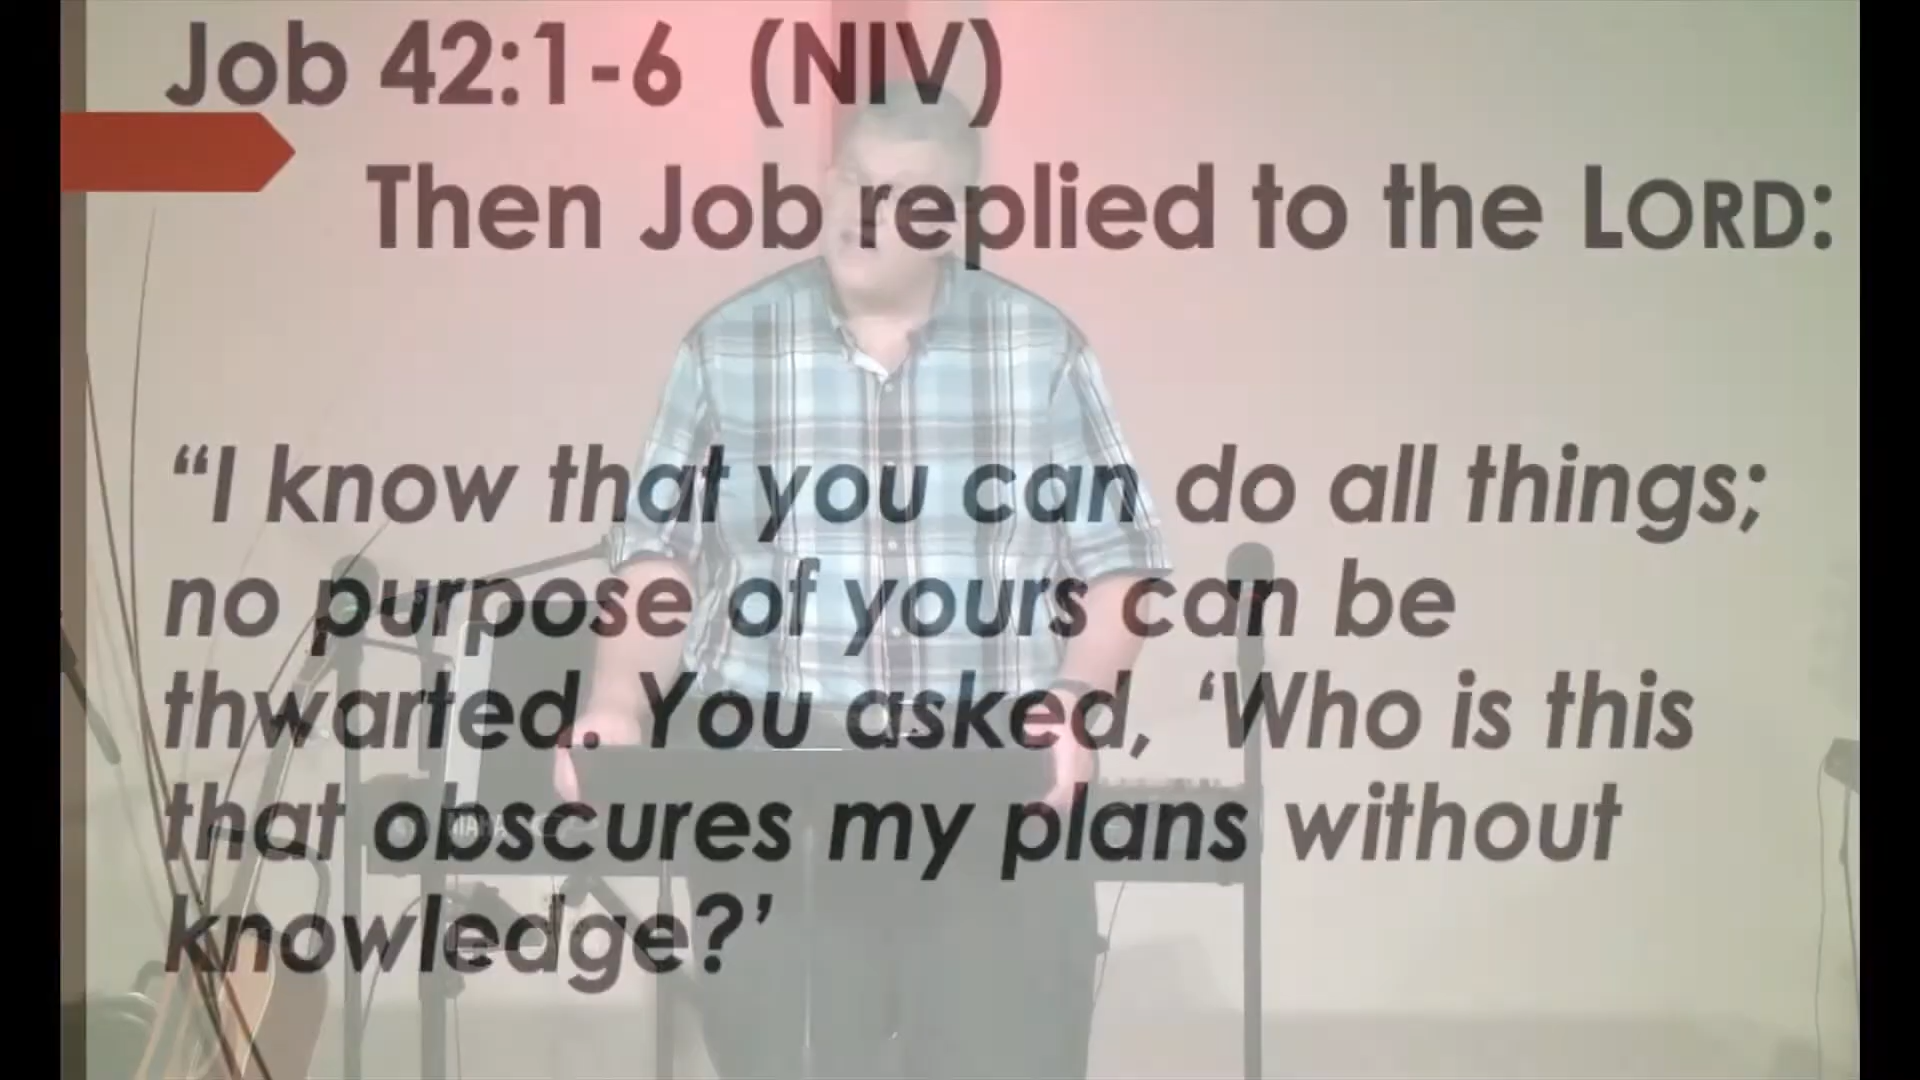 Job 42:1-6 (NIV)
Then Job replied to the LORD:
“I know that you can do all things;
no purpose of yours can be
thwarted. You asked, ‘Who is this
that obscures my plans without
knowledge?’